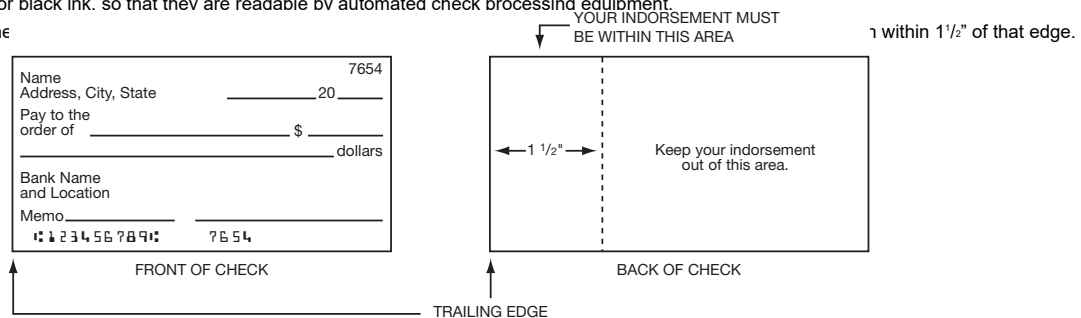 or black ink, so that they are readable by automated check processing equipment.
YOUR INDORSEMENT MUST
BE WITHIN THIS AREA
within 1 1/2" of that edge.
7654
Name
Address, City, State 20
Pay to the
order of $
dollars
Bank Name
and Location
Memo
⑆123456789⑆ 7654
FRONT OF CHECK
1 1/2"
Keep your indorsement
out of this area.
BACK OF CHECK
TRAILING EDGE